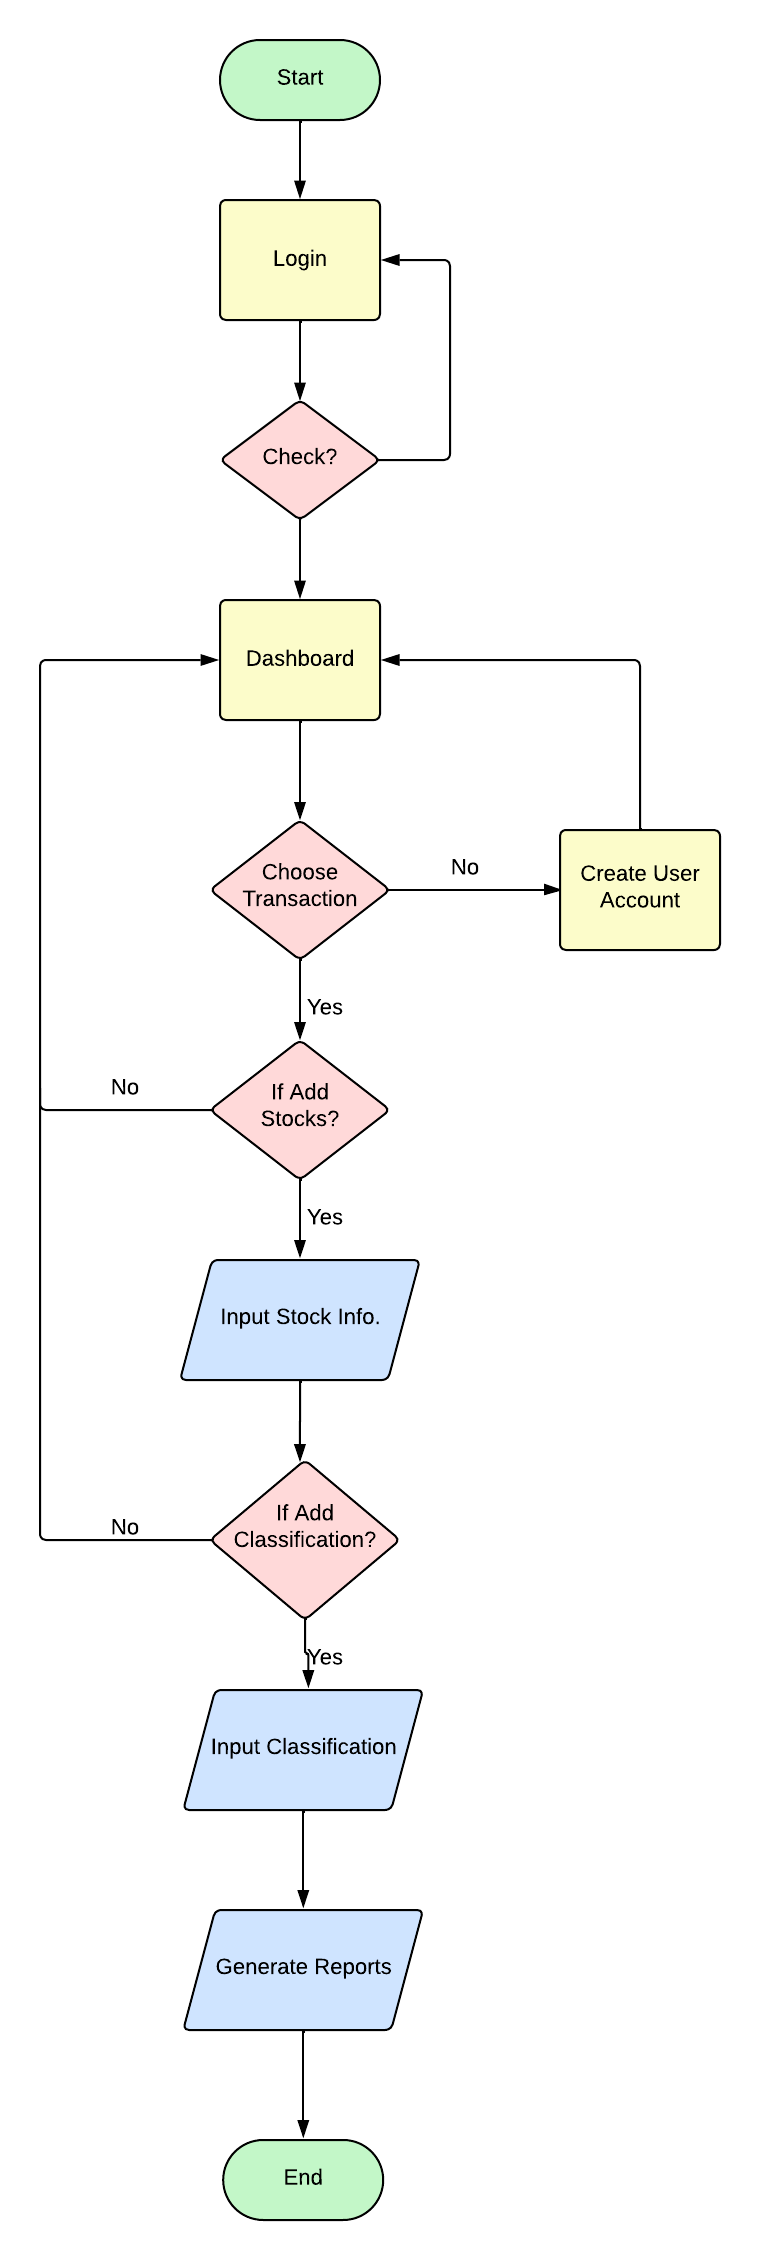 Start
Login
Check?
Dashboard
Choose
Transaction
No
Create User
Account
Yes
If Add
Stocks?
No
Yes
Input Stock Info.
If Add
Classification?
No
Yes
Input Classification
Generate Reports
End